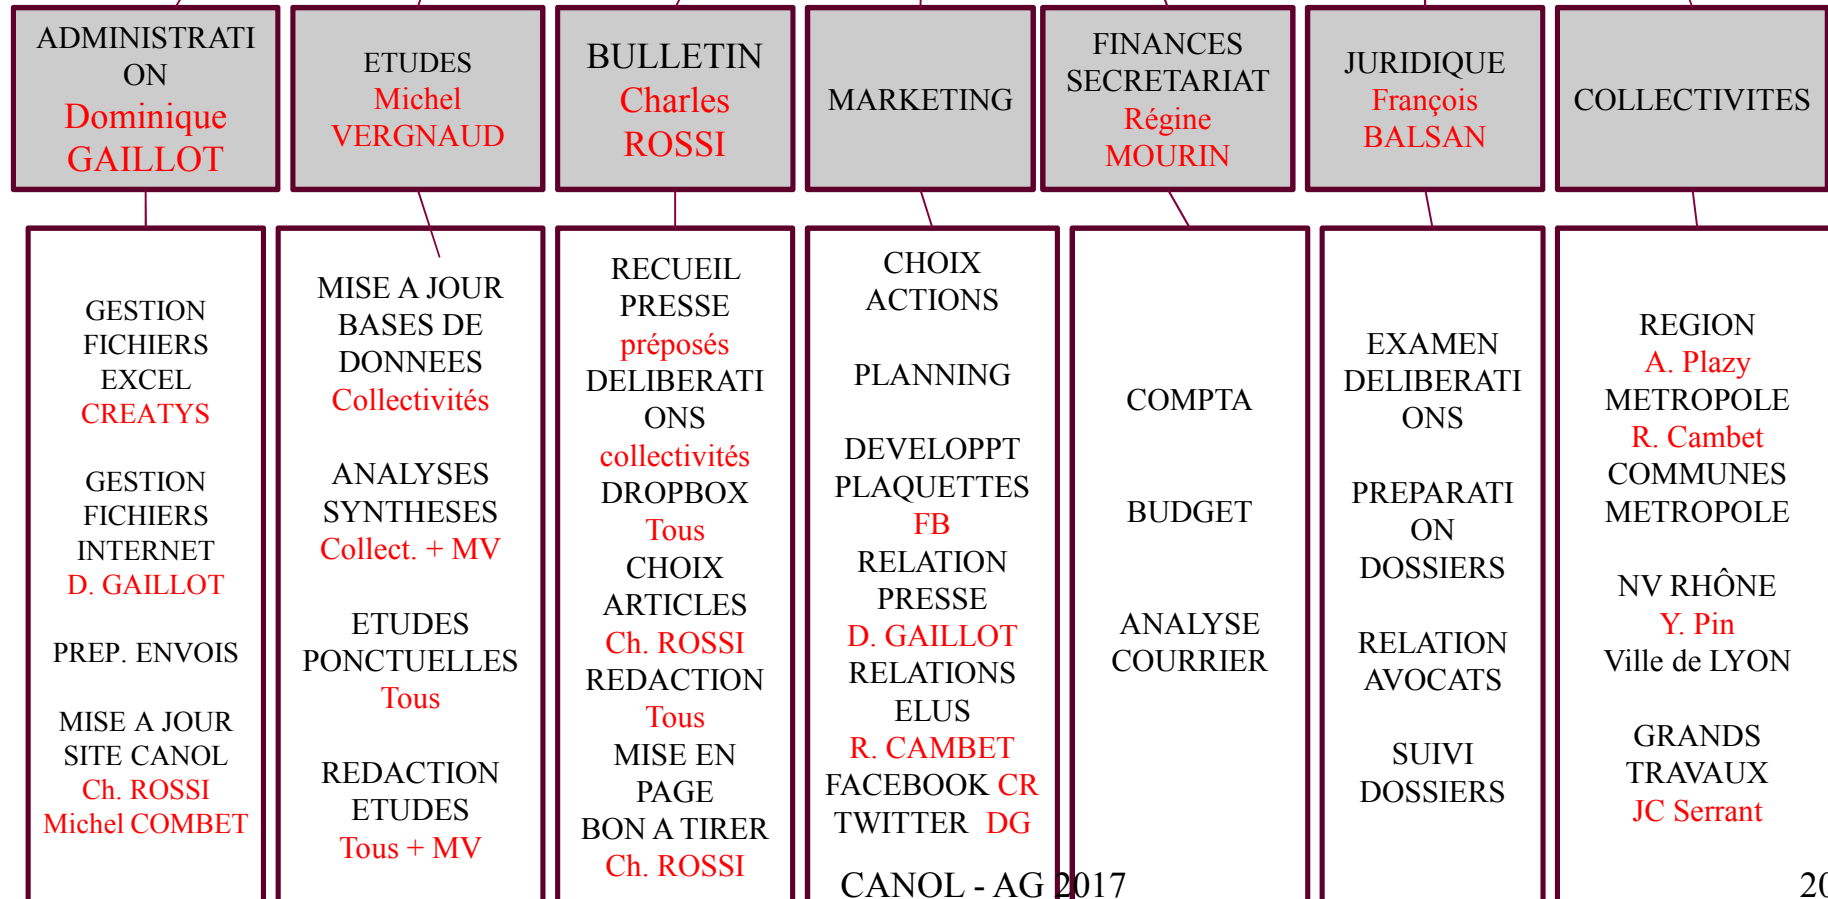 ADMINISTRATI
ON
Dominique
GAILLOT
ETUDES
Michel
VERGNAUD
BULLETIN
Charles
ROSSI
MARKETING
FINANCES
SECRETARIAT
Régine
MOURIN
JURIDIQUE
François
BALSAN
COLLECTIVITES
GESTION
FICHIERS
EXCEL
CREATYS
GESTION
FICHIERS
INTERNET
D. GAILLOT
PREP. ENVOIS
MISE A JOUR
SITE CANOL
Ch. ROSSI
Michel COMBET
MISE A JOUR
BASES DE
DONNEES
Collectivités
ANALYSES
SYNTHESES
Collect. + MV
ETUDES
PONCTUELLES
Tous
REDACTION
ETUDES
Tous + MV
RECUEIL
PRESSE
préposés
DELIBERATI
ONS
collectivités
DROPBOX
Tous
CHOIX
ARTICLES
Ch. ROSSI
REDACTION
Tous
MISE EN
PAGE
BON A TIRER
Ch. ROSSI
CHOIX
ACTIONS
PLANNING
DEVELOPPT
PLAQUETTES
FB
RELATION
PRESSE
D. GAILLOT
RELATIONS
ELUS
R. CAMBET
FACEBOOK CR
TWITTER DG
COMPTA
BUDGET
ANALYSE
COURRIER
EXAMEN
DELIBERATI
ONS
PREPARATI
ON
DOSSIERS
RELATION
AVOCATS
SUIVI
DOSSIERS
REGION
A. Plazy
METROPOLE
R. Cambet
COMMUNES
METROPOLE
NV RHÔNE
Y. Pin
Ville de LYON
GRANDS
TRAVAUX
JC Serrant
CANOL - AG 2017